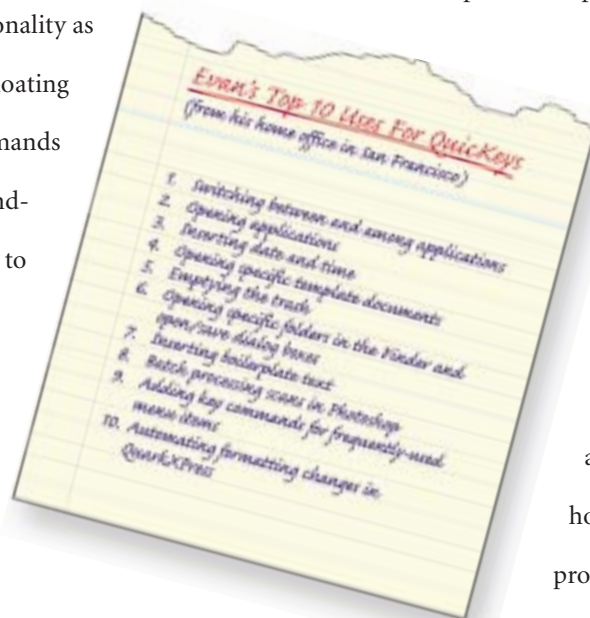 onality as
loating
mands
nd-
to
Evan's Top 10 Uses For QuicKeys
(from his home office in San Francisco)
1. Switching between and among applications
2. Opening applications
3. Inserting date and time
4. Opening specific template documents
5. Emptying the trash
6. Opening specific folders in the Finder and
open/save dialog boxes
7. Inserting boilerplate text
8. Batch processing scans in Photoshop
9. Adding key commands for frequently-used
menu items
10. Automating formatting changes in
QuarkXPress
a
ho
pro